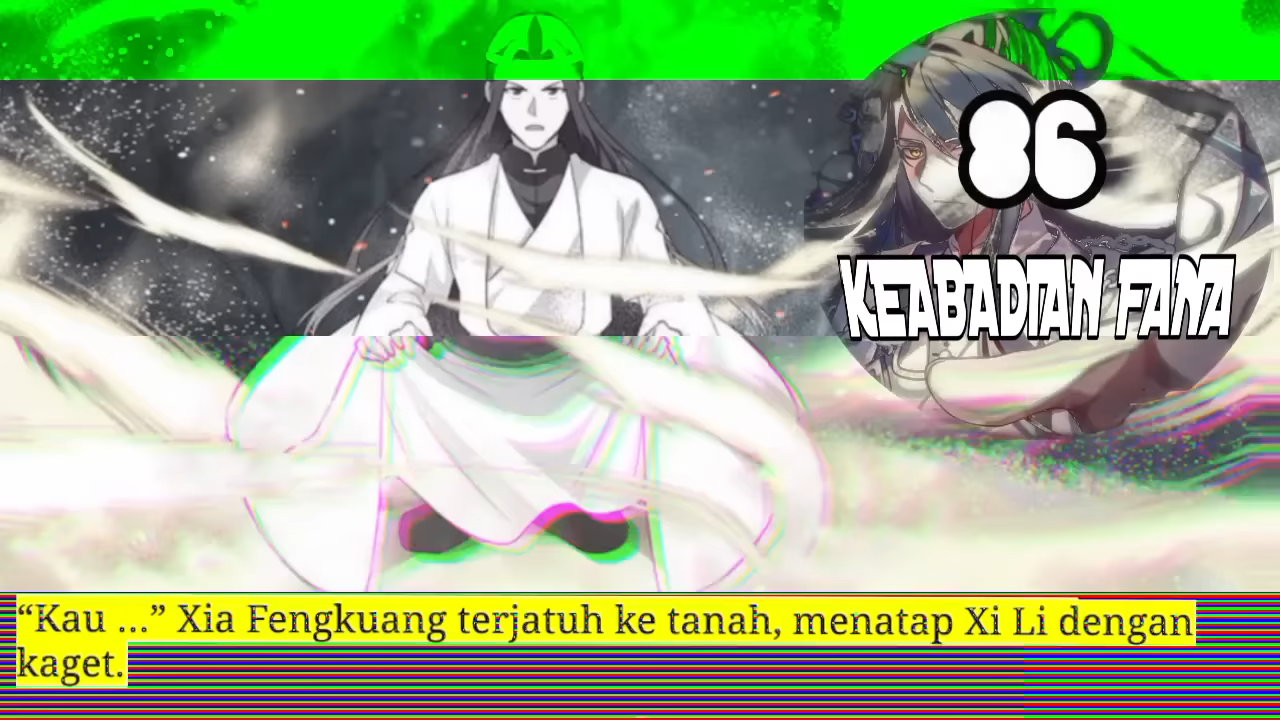 86
KEABADIAN FANA
“Kau ...” Xia Fengkuang terjatuh ke tanah, menatap Xi Li dengan
kaget.